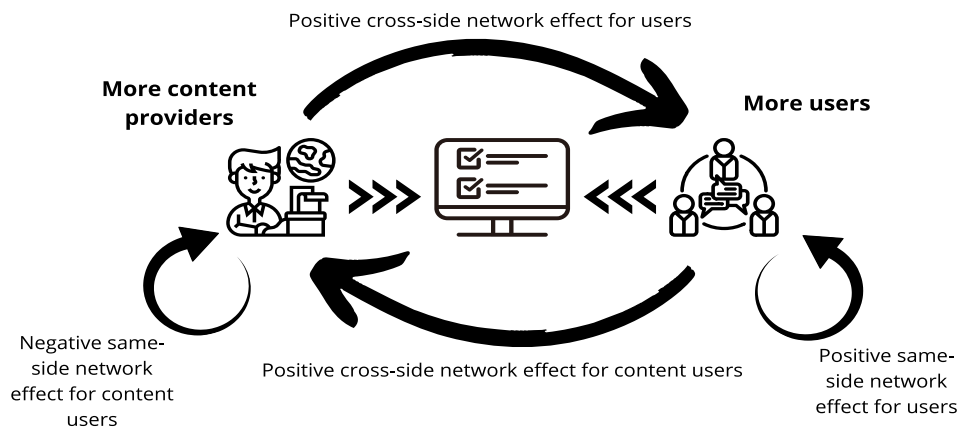 Positive cross-side network effect for users
More content
providers
More users
Negative same-
side network
effect for content
users
Positive cross-side network effect for content users
Positive same-
side network
effect for users